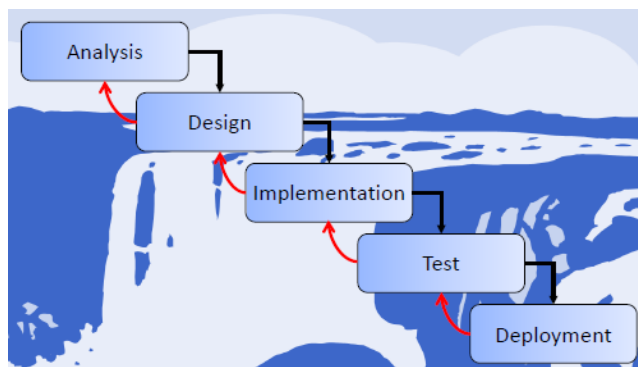 Analysis
Design
Implementation
Test
Deployment